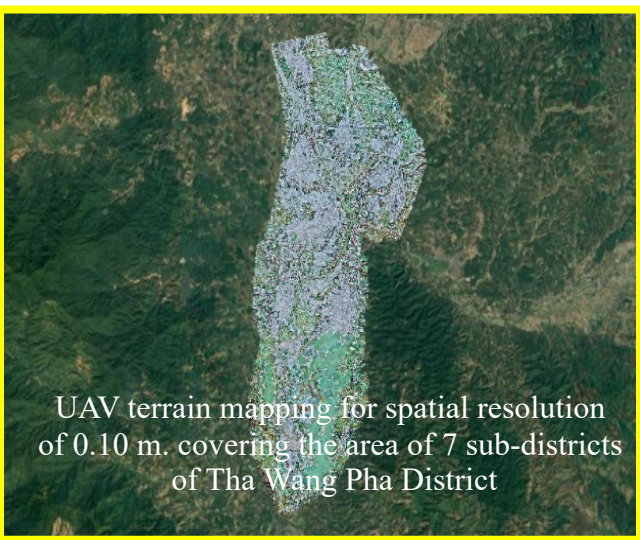 UAV terrain mapping for spatial resolution
of 0.10 m. covering the area of 7 sub-districts
of Tha Wang Pha District